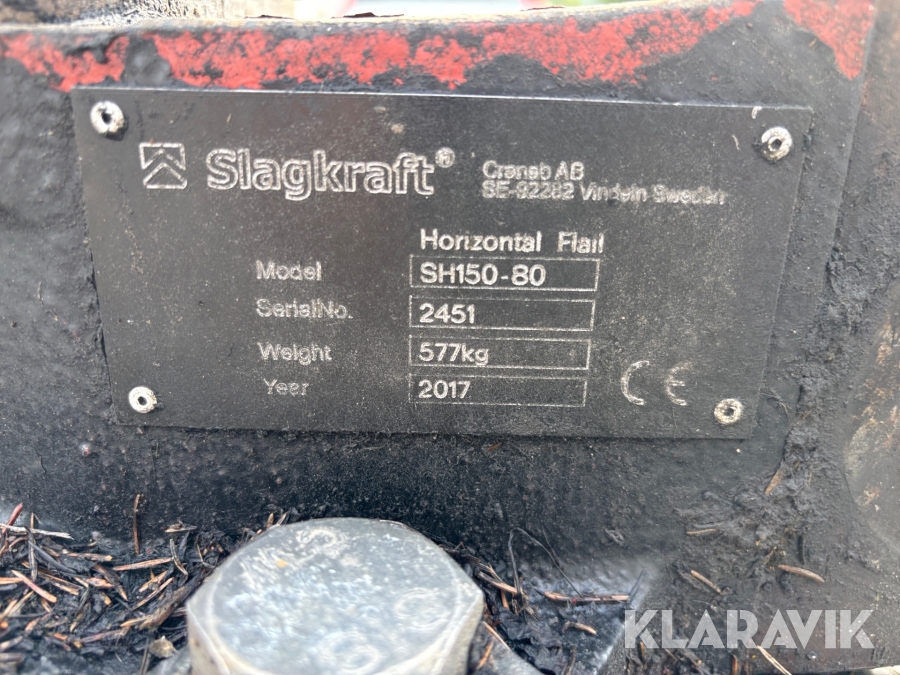 Slagkraft®
Cranab AB
SE-92282 Vindeln Sweden
Horizontal Flail
Model SH150-80
SerialNo. 2451
Weight 577kg
Year 2017
CE
KLARAVIK